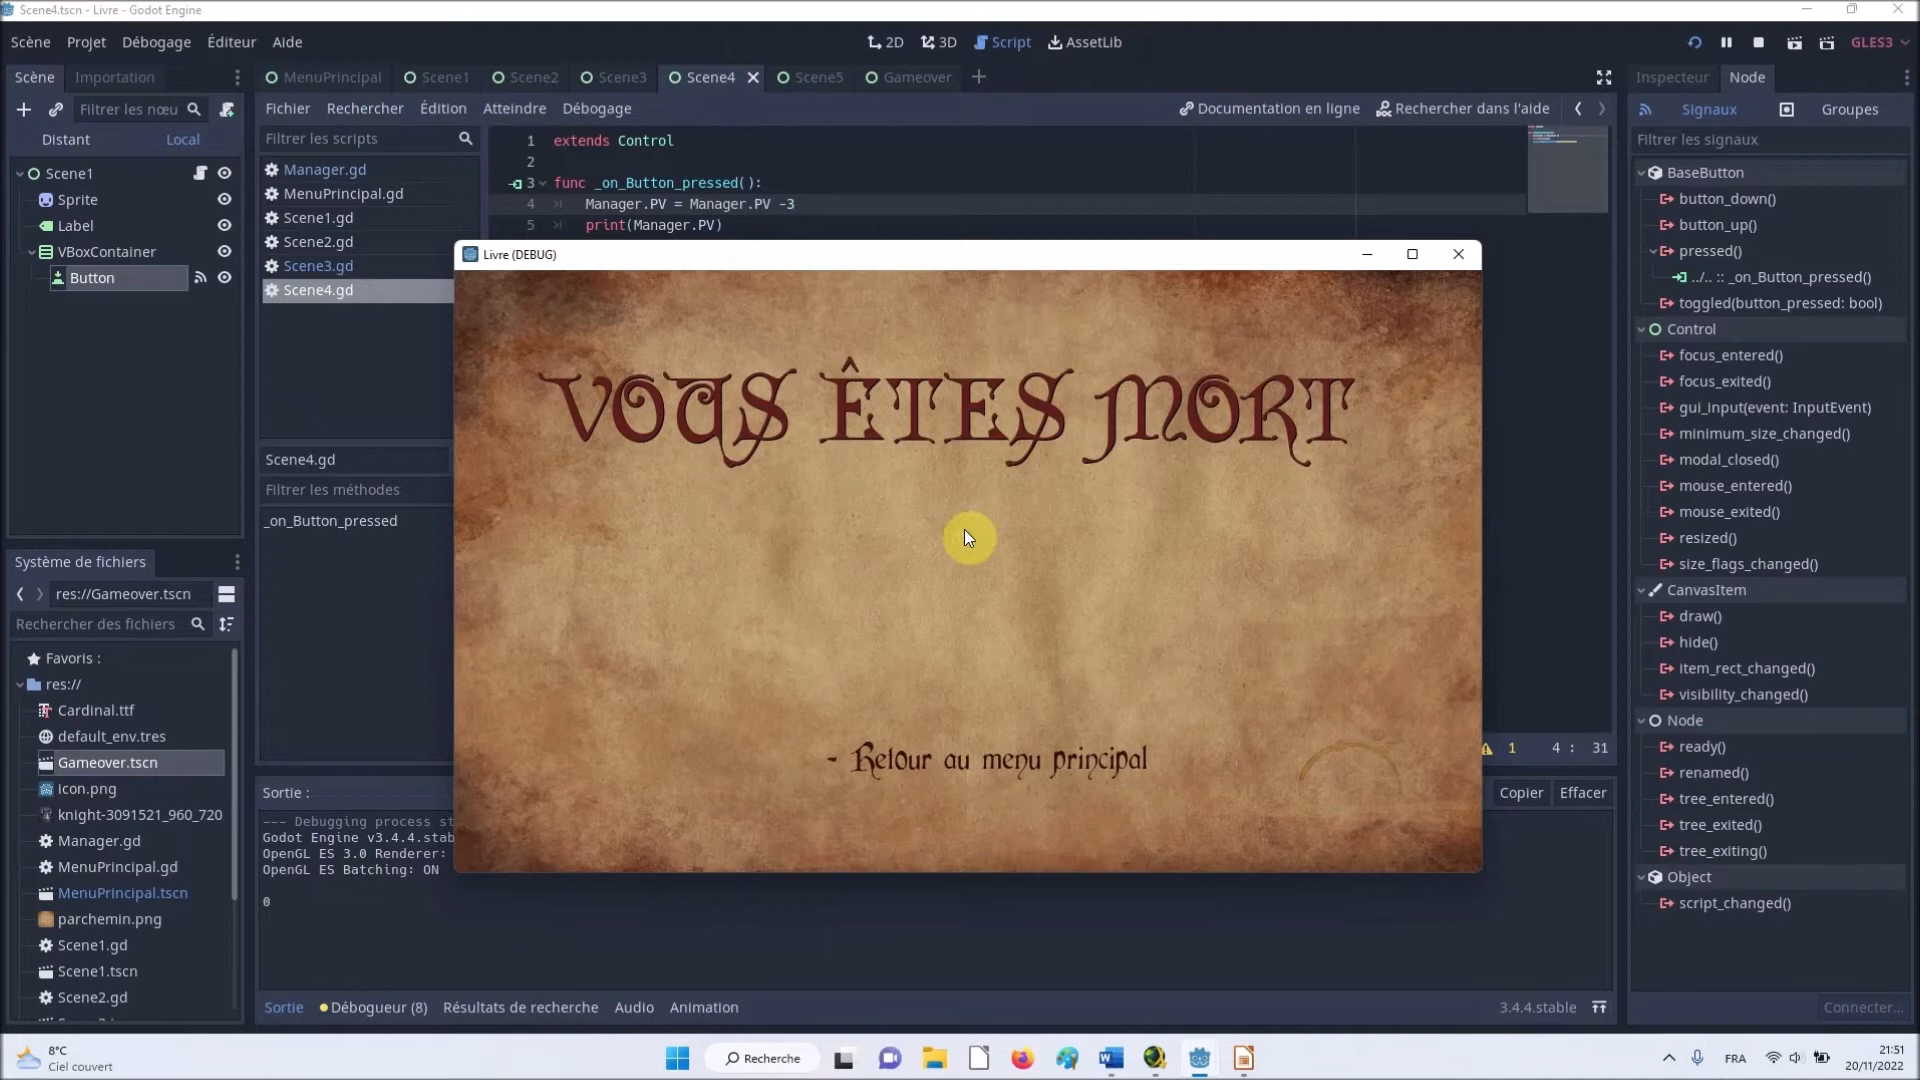 Scene4.tscn - Livre - Godot Engine
Scène Projet Débogage Éditeur Aide
2D 3D Script AssetLib
GLES3
Scène Importation
MenuPrincipal Scene1 Scene2 Scene3 Scene4 Scene5 Gameover
Inspecteur Node
Filtrer les nœu
Fichier Rechercher Édition Atteindre Débogage
Documentation en ligne Rechercher dans l'aide
Signaux Groupes
Distant Local
Filtrer les scripts
Filtrer les signaux
Scene1
Sprite
Label
VBoxContainer
Button
Manager.gd
MenuPrincipal.gd
Scene1.gd
Scene2.gd
Scene3.gd
Scene4.gd
1 extends Control
2
3 func _on_Button_pressed():
4 Manager.PV = Manager.PV -3
5 print(Manager.PV)
Livre (DEBUG)
VOUS ÊTES MORT
- Retour au menu principal
Scene4.gd
Filtrer les méthodes
_on_Button_pressed
1 4 : 31
BaseButton
button_down()
button_up()
pressed()
../.. :: _on_Button_pressed()
toggled(button_pressed: bool)
Control
focus_entered()
focus_exited()
gui_input(event: InputEvent)
minimum_size_changed()
modal_closed()
mouse_entered()
mouse_exited()
resized()
size_flags_changed()
CanvasItem
draw()
hide()
item_rect_changed()
visibility_changed()
Node
ready()
renamed()
tree_entered()
tree_exited()
tree_exiting()
Object
script_changed()
Connecter...
Système de fichiers
res://Gameover.tscn
Rechercher des fichiers
Favoris :
res://
Cardinal.ttf
default_env.tres
Gameover.tscn
icon.png
knight-3091521_960_720
Manager.gd
MenuPrincipal.gd
MenuPrincipal.tscn
parchemin.png
Scene1.gd
Scene1.tscn
Scene2.gd
Sortie :
Copier Effacer
--- Debugging process st
Godot Engine v3.4.4.stab
OpenGL ES 3.0 Renderer:
OpenGL ES Batching: ON
0
Sortie Débogueur (8) Résultats de recherche Audio Animation
3.4.4.stable
8°C
Ciel couvert
Recherche
FRA
21:51
20/11/2022